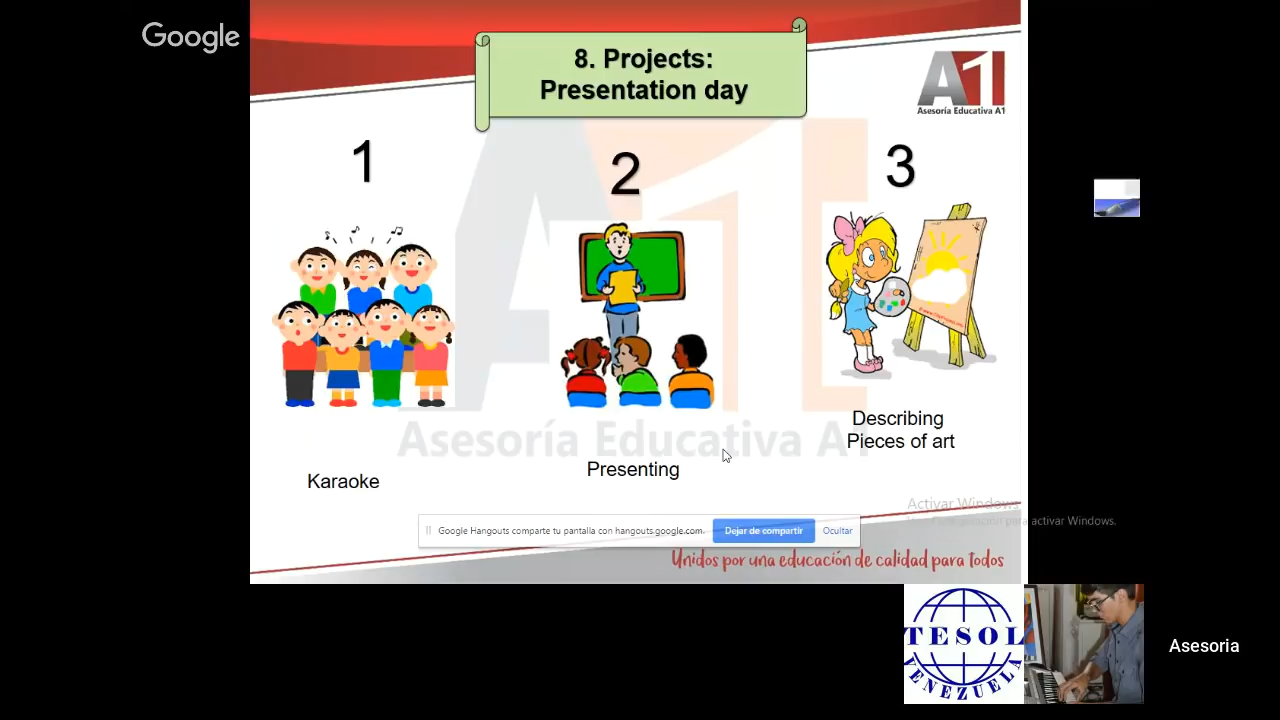 Google
8. Projects:
Presentation day
A1
Asesoría Educativa A1
1
2
3
A1
Asesoría Educativa A1
Describing
Pieces of art
Presenting
Karaoke
Activar Windows
para activar Windows.
Google Hangouts comparte tu pantalla con hangouts.google.com.
Dejar de compartir
Ocultar
Unidos por una educación de calidad para todos
TESOL
VENEZUELA
Asesoria